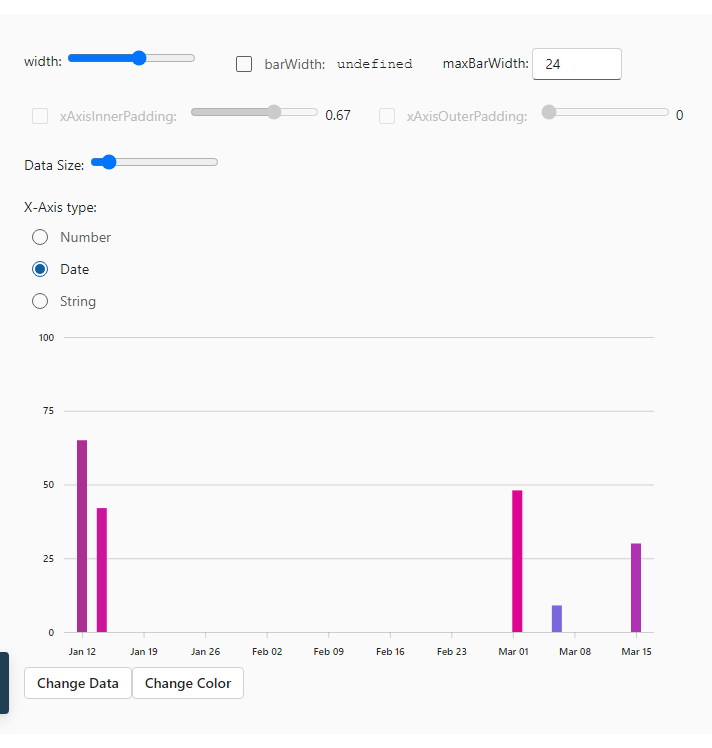 width: barWidth: undefined maxBarWidth: 24
xAxisInnerPadding: 0.67 xAxisOuterPadding: 0
Data Size:
X-Axis type:
Number
Date
String
100
75
50
25
0
Jan 12 Jan 19 Jan 26 Feb 02 Feb 09 Feb 16 Feb 23 Mar 01 Mar 08 Mar 15
Change Data Change Color